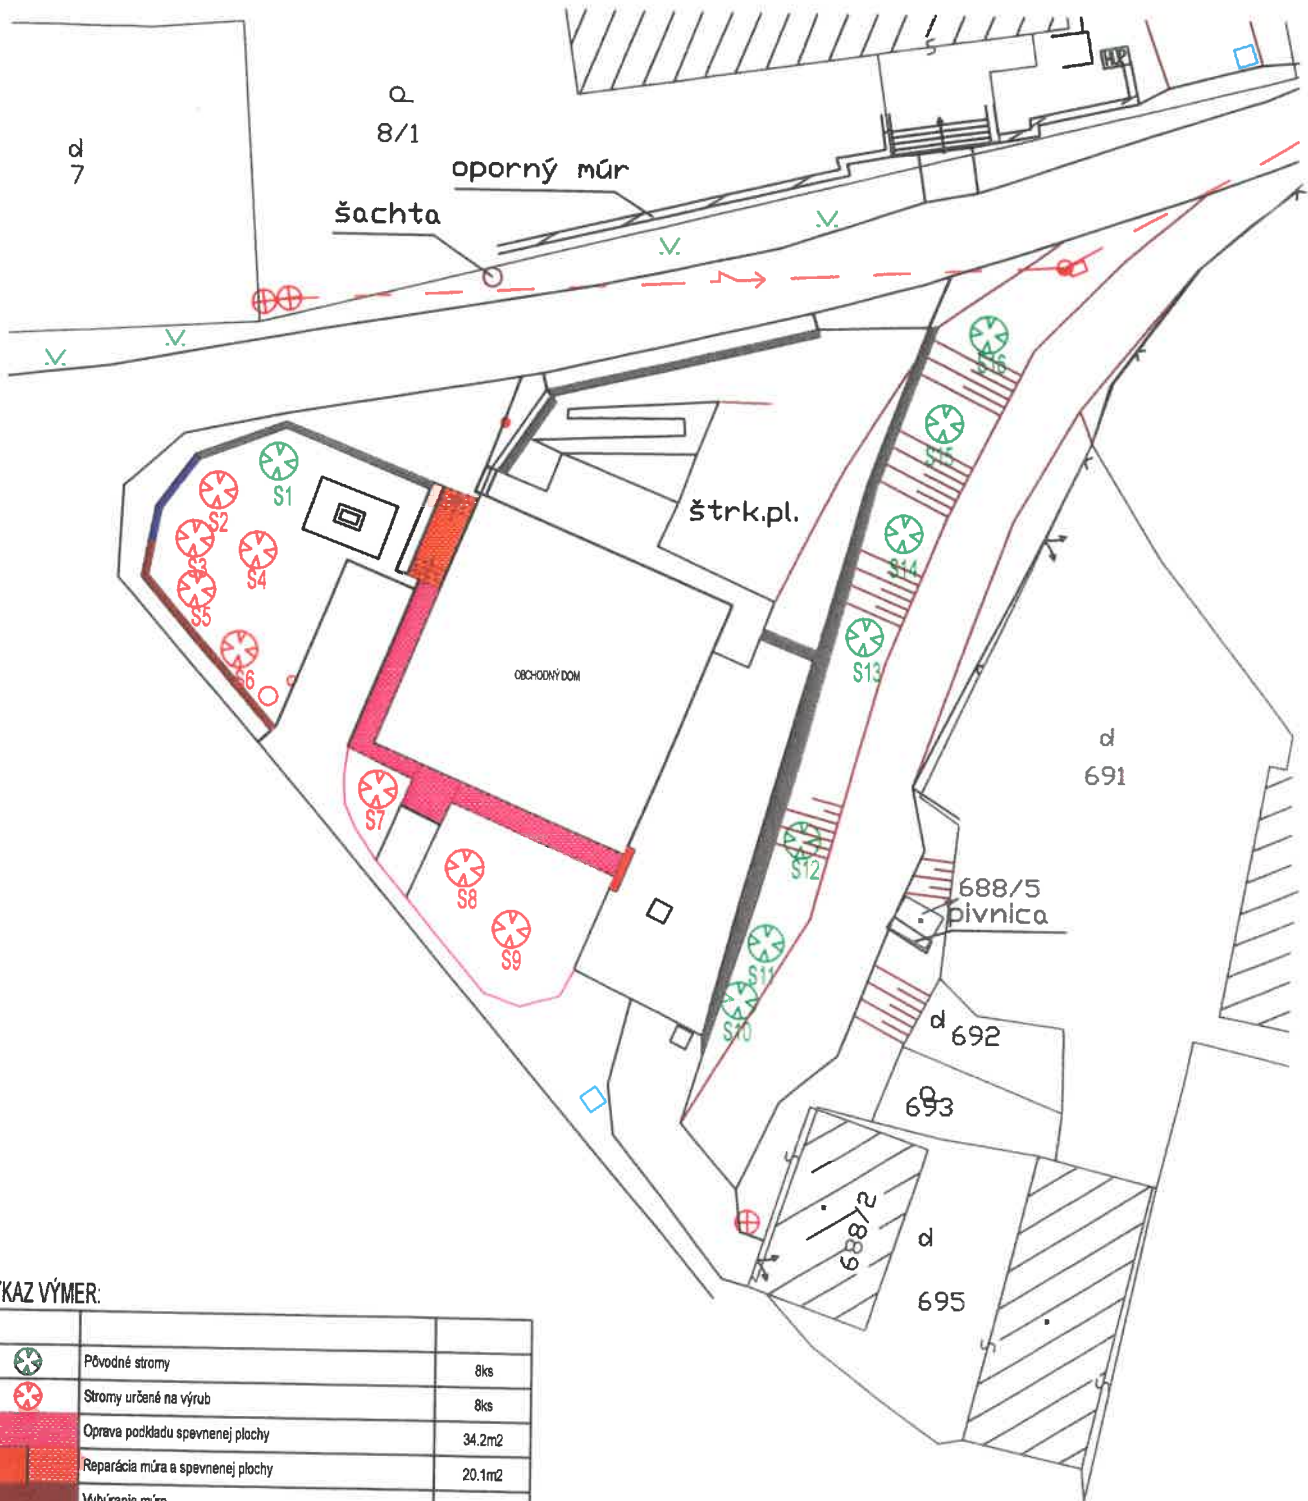 d
7
p
8/1
H.P
oporný múr
šachta
S1
S2
S3
S4
S5
S6
S7
S8
S9
S10
S11
S12
S13
S14
S15
S16
štrk.pl.
OBCHODNÝ DOM
d
691
688/5
pivnica
d
692
693
688/2
d
695
KAZ VÝMER:
Pôvodné stromy 8ks
Stromy určené na výrub 8ks
Oprava podkladu spevnenej plochy 34.2m2
Reparácia múra a spevnenej plochy 20.1m2
Vybúranie múra